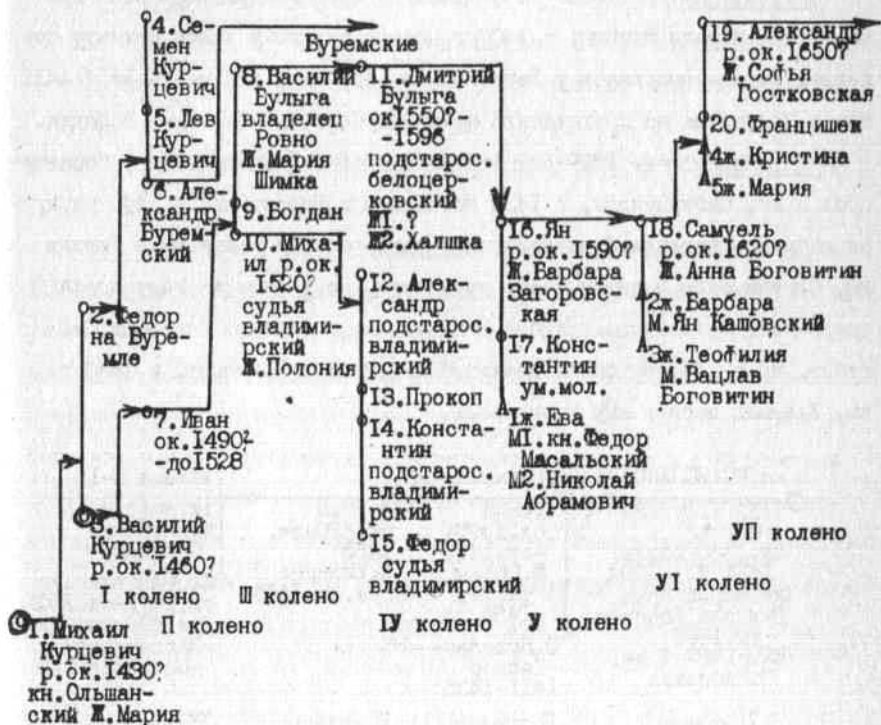 4.Се-
мен
Кур-
цевич
5.Лев
Кур-
цевич
6.Але-
ксандр
Бурем-
ский
Буремские
8.Василий
Булыга
владелец
Ровно
Ж.Мария
Шимка
9.Богдан
10.Миха-
ил р.ок.
1520?
судья
владими-
рский
Ж.Полония
11.Дмитрий
Булыга
ок1550?-
-1596
подстарос.
белоцер-
ковский
Ж1.?
Ж2.Халшка
12.Алек-
сандр
подстарос.
владими-
рский
13.Прокоп
14.Конста-
нтин
подстарос.
владими-
рский
15.Федор
судья
владимирский
16.Ян
р.ок.1590?
Ж.Барбара
Загоровс-
кая
17.Конс-
тантин
ум.мол.
1ж.Ева
М1.кн.Федор
Масальский
М2.Николай
Абрамович
18.Самуель
р.ок.1620?
Ж.Анна Боговитин
2ж.Барбара
М.Ян Кашовский
3ж.Теофилия
М.Вацлав
Боговитин
19.Александр
р.ок.1650?
Ж.Софья
Гостковская
20.Францишек
4ж.Кристина
5ж.Мария
2.Федор
на Буре-
мле
7.Иван
ок.1490?-
-до1528
3.Василий
Курцевич
р.ок.1460?
1.Михаил
Курцевич
р.ок.1430?
кн.Ольшан-
ский Ж.Мария
I колено
П колено
Ш колено
IУ колено
У колено
УI колено
УП колено